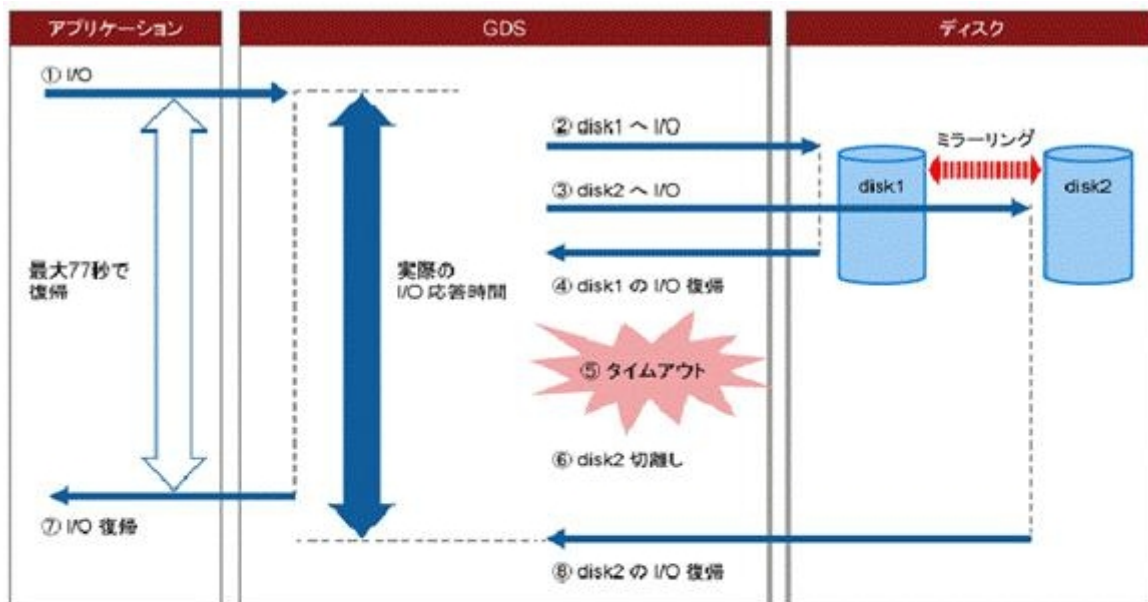 アプリケーション
GDS
ディスク
① I/O
② disk1 へ I/O
ミラーリング
disk1
disk2
③ disk2 へ I/O
最大77秒で
復帰
実際の
I/O 応答時間
④ disk1 の I/O 復帰
⑤ タイムアウト
⑥ disk2 切離し
⑦ I/O 復帰
⑧ disk2 の I/O 復帰